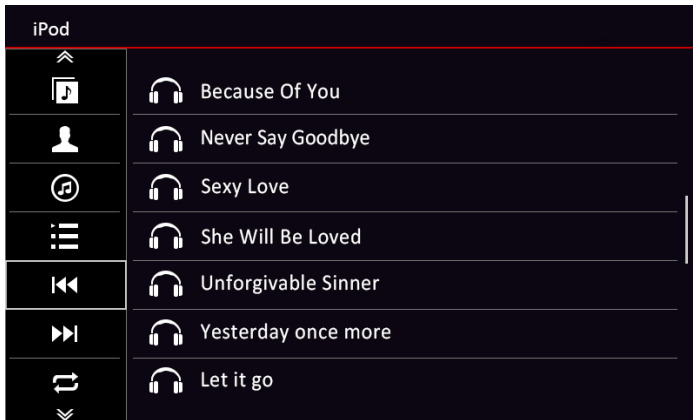 iPod
Because Of You
Never Say Goodbye
Sexy Love
She Will Be Loved
Unforgivable Sinner
Yesterday once more
Let it go